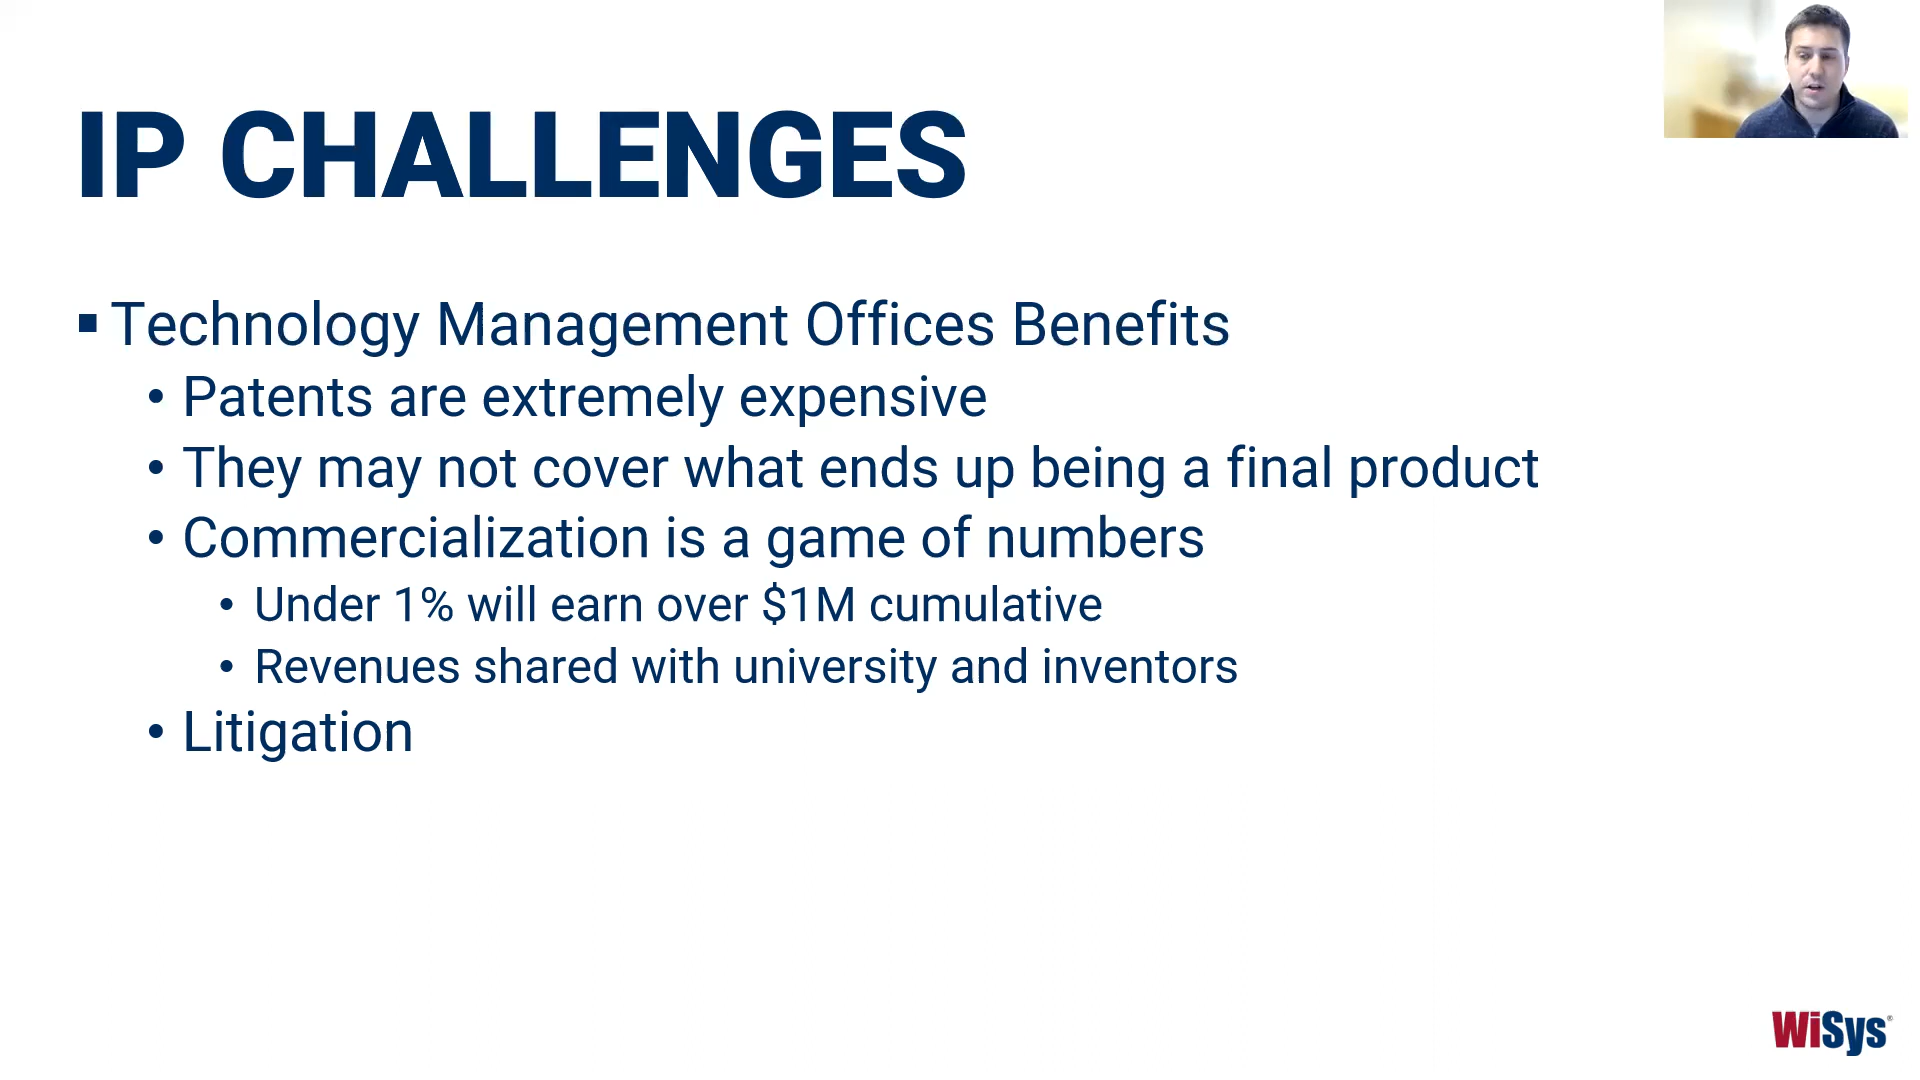 IP CHALLENGES
▪ Technology Management Offices Benefits
• Patents are extremely expensive
• They may not cover what ends up being a final product
• Commercialization is a game of numbers
• Under 1% will earn over $1M cumulative
• Revenues shared with university and inventors
• Litigation
WiSys®